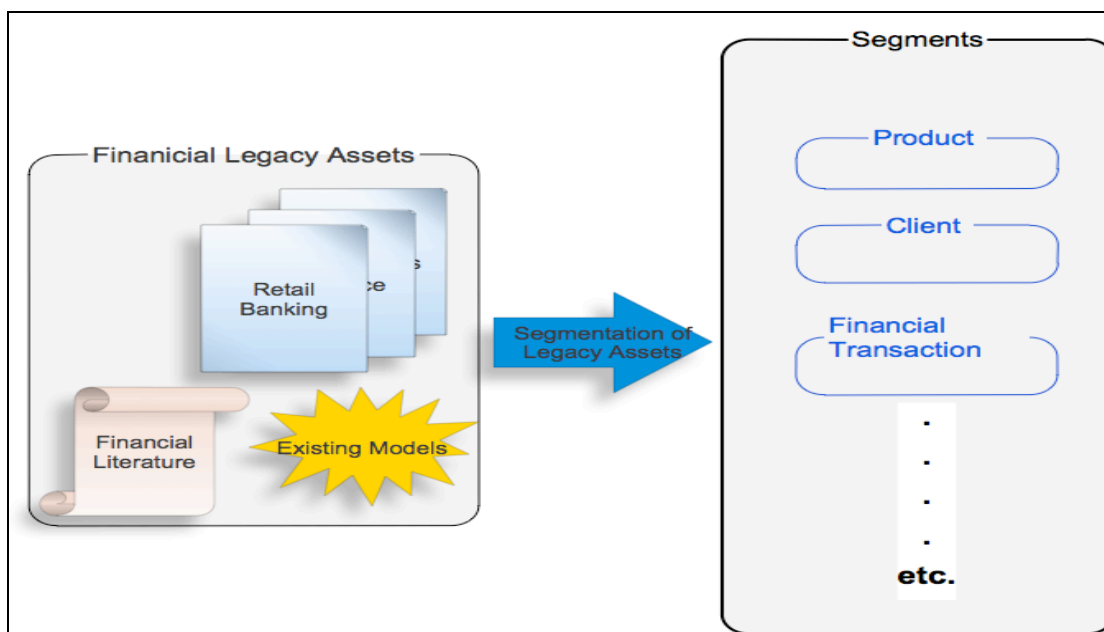 Segments
Product
Finanicial Legacy Assets
Client
Retail
Banking
Segmentation of
Legacy Assets
Financial
Transaction
Financial
Literature
Existing Models
.
.
.
.
etc.